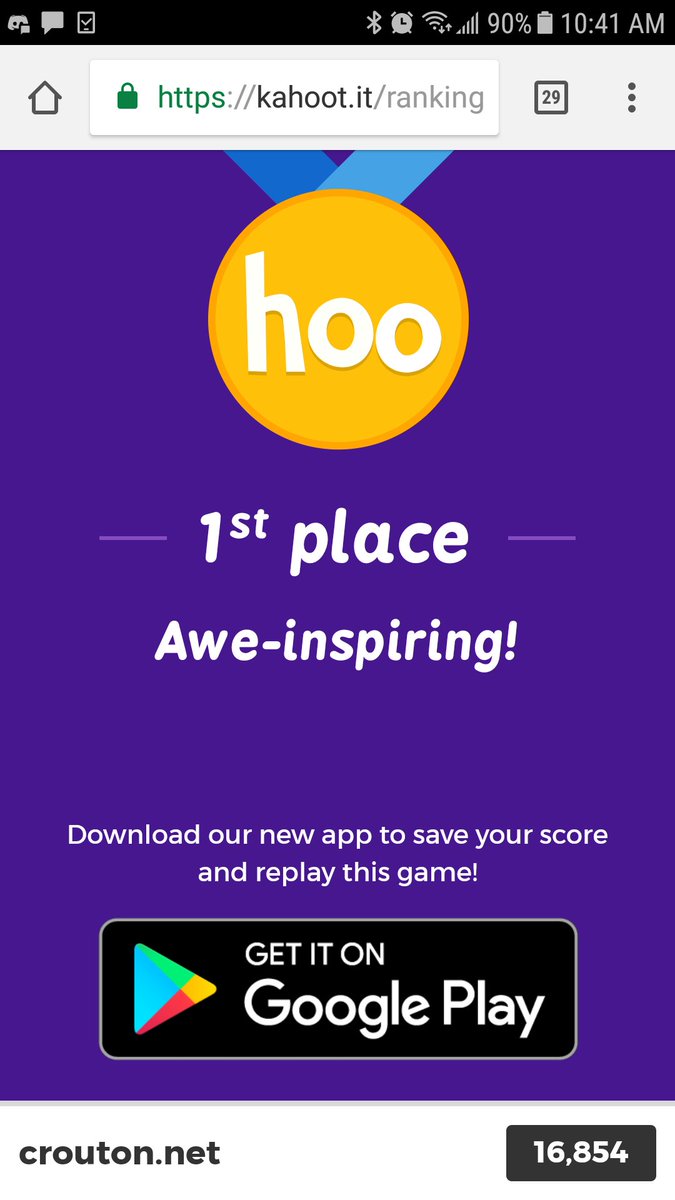 90% 10:41 AM
https://kahoot.it/ranking
29
hoo
1st place
Awe-inspiring!
Download our new app to save your score
and replay this game!
GET IT ON
Google Play
crouton.net
16,854